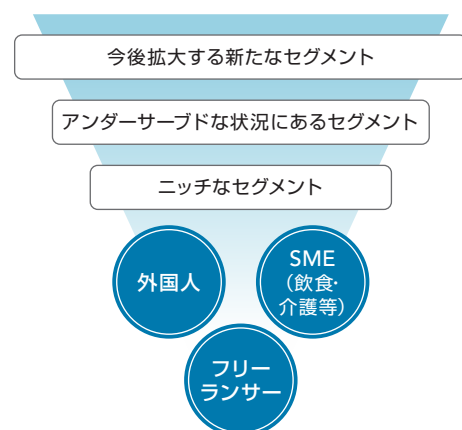 今後拡大する新たなセグメント
アンダーサーブドな状況にあるセグメント
ニッチなセグメント
外国人
SME
（飲食・
介護等）
フリー
ランサー